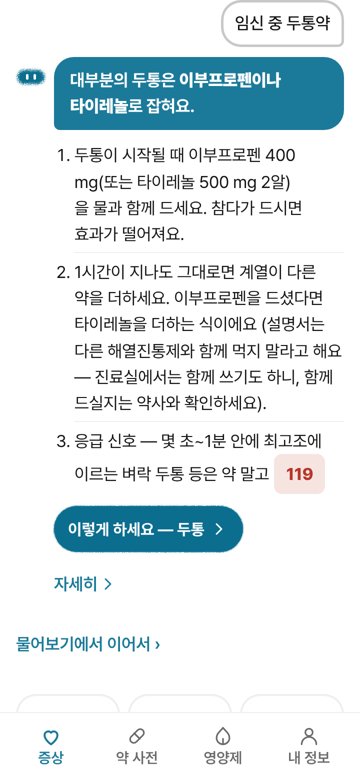 임신 중 두통약
대부분의 두통은 이부프로펜이나
타이레놀로 잡혀요.
1. 두통이 시작될 때 이부프로펜 400
mg(또는 타이레놀 500 mg 2알)
을 물과 함께 드세요. 참다가 드시면
효과가 떨어져요.
2. 1시간이 지나도 그대로면 계열이 다른
약을 더하세요. 이부프로펜을 드셨다면
타이레놀을 더하는 식이에요 (설명서는
다른 해열진통제와 함께 먹지 말라고 해요
— 진료실에서는 함께 쓰기도 하니, 함께
드실지는 약사와 확인하세요).
3. 응급 신호 — 몇 초~1분 안에 최고조에
이르는 벼락 두통 등은 약 말고 119
이렇게 하세요 — 두통 >
자세히 >
물어보기에서 이어서 ›
증상 약 사전 영양제 내 정보